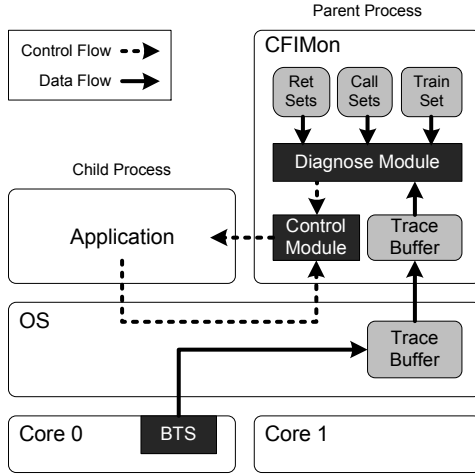 Parent Process
Control Flow
Data Flow
CFIMon
Ret
Sets
Call
Sets
Train
Set
Diagnose Module
Child Process
Application
Control
Module
Trace
Buffer
OS
Trace
Buffer
Core 0
BTS
Core 1